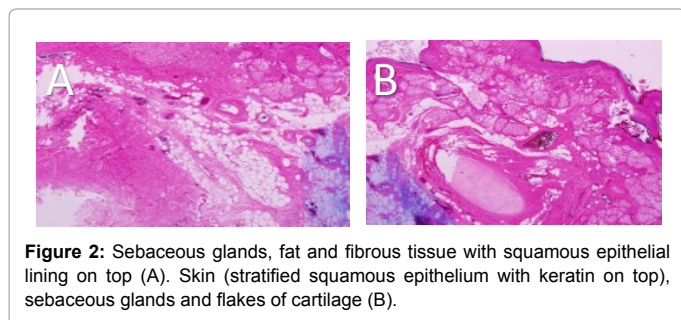 A
B
Figure 2: Sebaceous glands, fat and fibrous tissue with squamous epithelial
lining on top (A). Skin (stratified squamous epithelium with keratin on top),
sebaceous glands and flakes of cartilage (B).